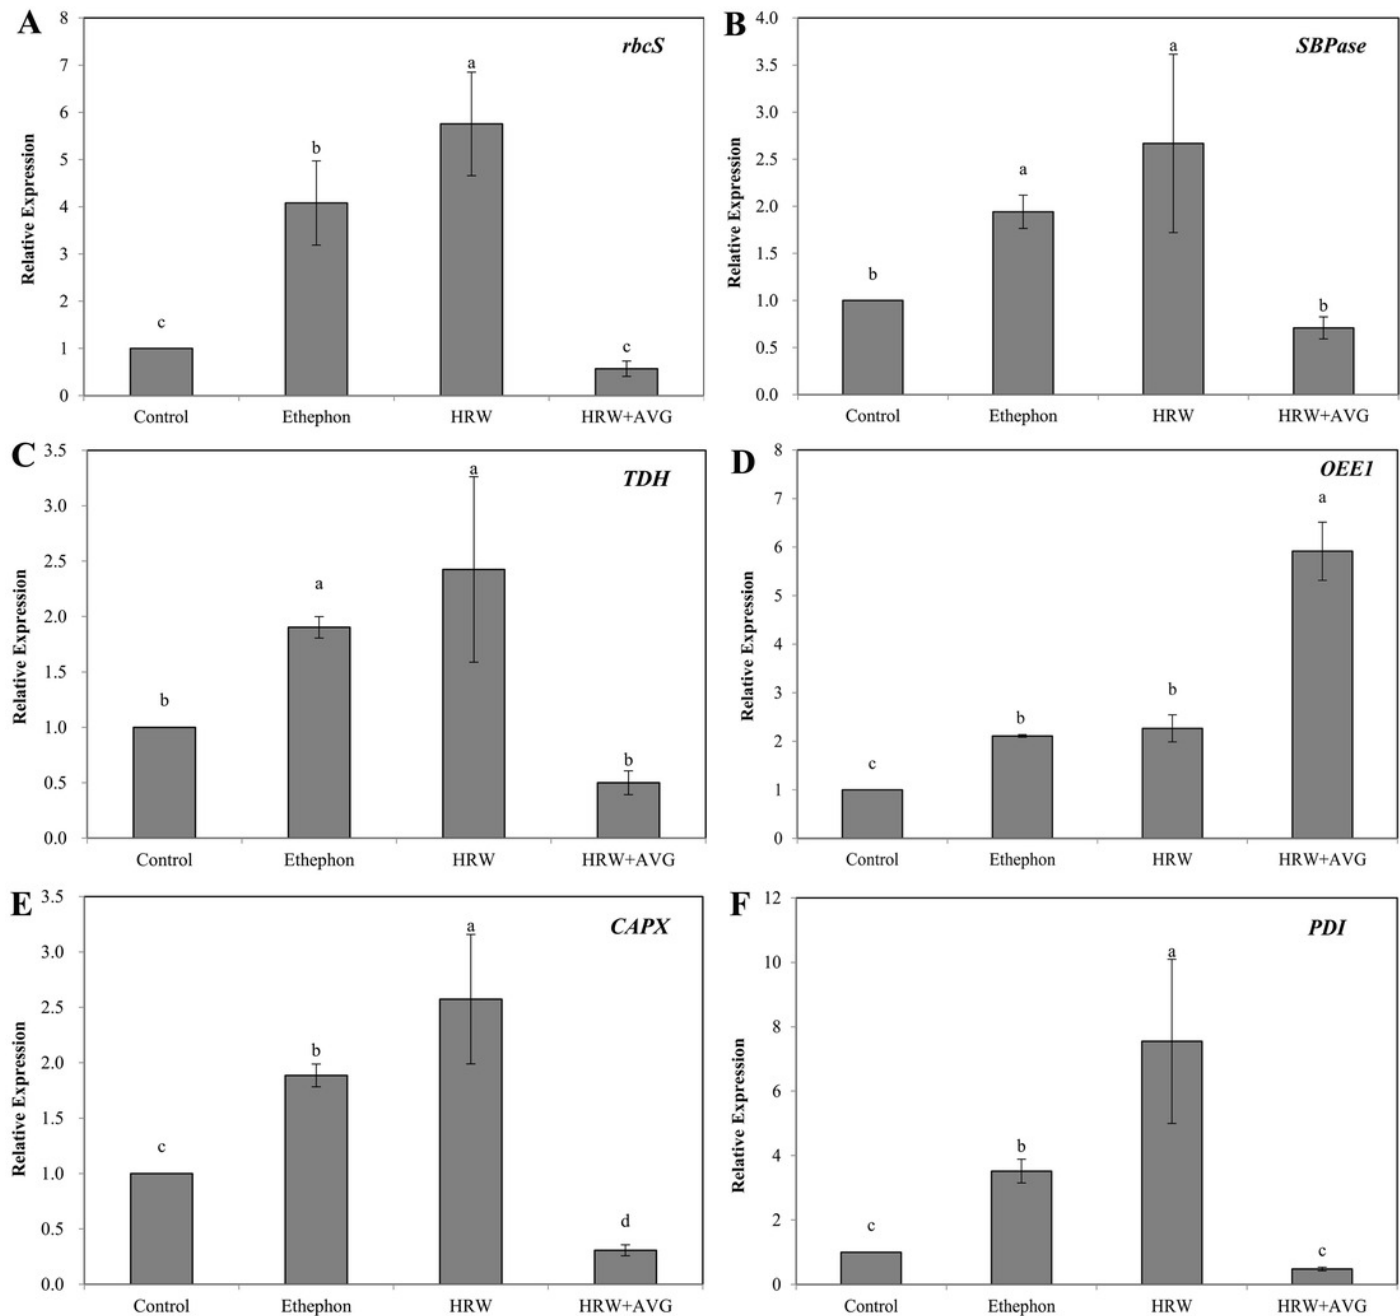 A
rbcS
Relative Expression
8
7
6
5
4
3
2
1
0
c
b
a
c
Control Ethephon HRW HRW+AVG
B
SBPase
Relative Expression
4.0
3.5
3.0
2.5
2.0
1.5
1.0
0.5
0.0
b
a
a
b
Control Ethephon HRW HRW+AVG
C
TDH
Relative Expression
3.5
3.0
2.5
2.0
1.5
1.0
0.5
0.0
b
a
a
b
Control Ethephon HRW HRW+AVG
D
OEE1
Relative Expression
8
7
6
5
4
3
2
1
0
c
b
b
a
Control Ethephon HRW HRW+AVG
E
CAPX
Relative Expression
3.5
3.0
2.5
2.0
1.5
1.0
0.5
0.0
c
b
a
d
Control Ethephon HRW HRW+AVG
F
PDI
Relative Expression
12
10
8
6
4
2
0
c
b
a
c
Control Ethephon HRW HRW+AVG